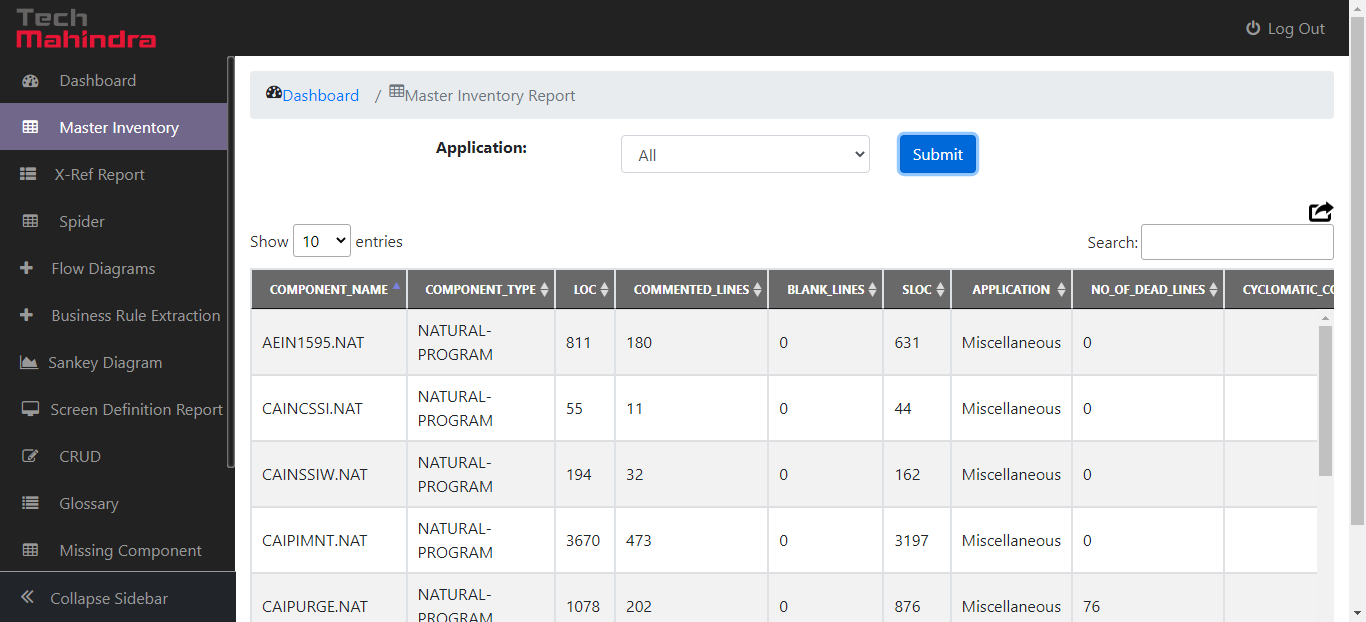 Tech
Mahindra
Log Out
Dashboard
Master Inventory
X-Ref Report
Spider
Flow Diagrams
Business Rule Extraction
Sankey Diagram
Screen Definition Report
CRUD
Glossary
Missing Component
Collapse Sidebar
Dashboard / Master Inventory Report
Application: All Submit
Show 10 entries Search:
COMPONENT_NAME COMPONENT_TYPE LOC COMMENTED_LINES BLANK_LINES SLOC APPLICATION NO_OF_DEAD_LINES CYCLOMATIC_CO
AEIN1595.NAT NATURAL-PROGRAM 811 180 0 631 Miscellaneous 0
CAINCSSI.NAT NATURAL-PROGRAM 55 11 0 44 Miscellaneous 0
CAINSSIW.NAT NATURAL-PROGRAM 194 32 0 162 Miscellaneous 0
CAIPIMNT.NAT NATURAL-PROGRAM 3670 473 0 3197 Miscellaneous 0
CAIPURGE.NAT NATURAL-PROGRAM 1078 202 0 876 Miscellaneous 76